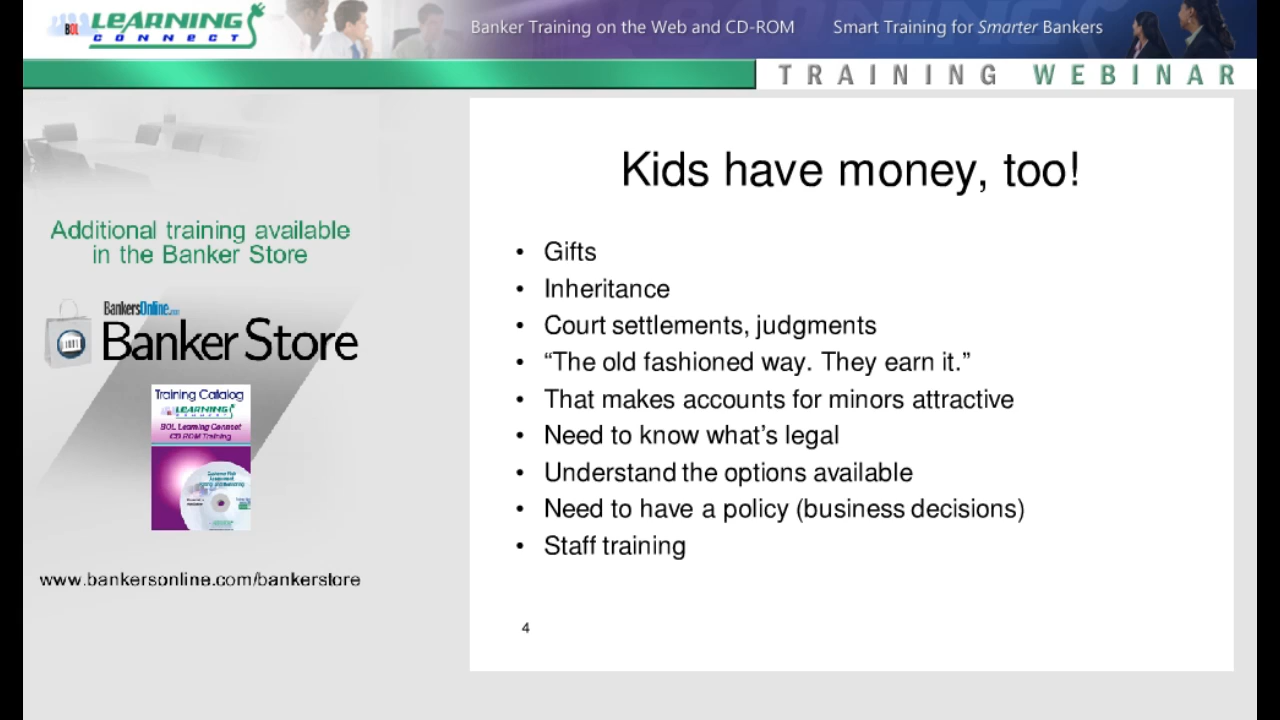 BOL LEARNING
CONNECT
Banker Training on the Web and CD-ROM
Smart Training for Smarter Bankers
TRAINING WEBINAR
Additional training available
in the Banker Store
BankersOnline.com
Banker Store
Training Catalog
LEARNING
CONNECT
BOL Learning Connect
CD ROM Training
www.bankersonline.com/bankerstore
Kids have money, too!
• Gifts
• Inheritance
• Court settlements, judgments
• “The old fashioned way. They earn it.”
• That makes accounts for minors attractive
• Need to know what’s legal
• Understand the options available
• Need to have a policy (business decisions)
• Staff training
4